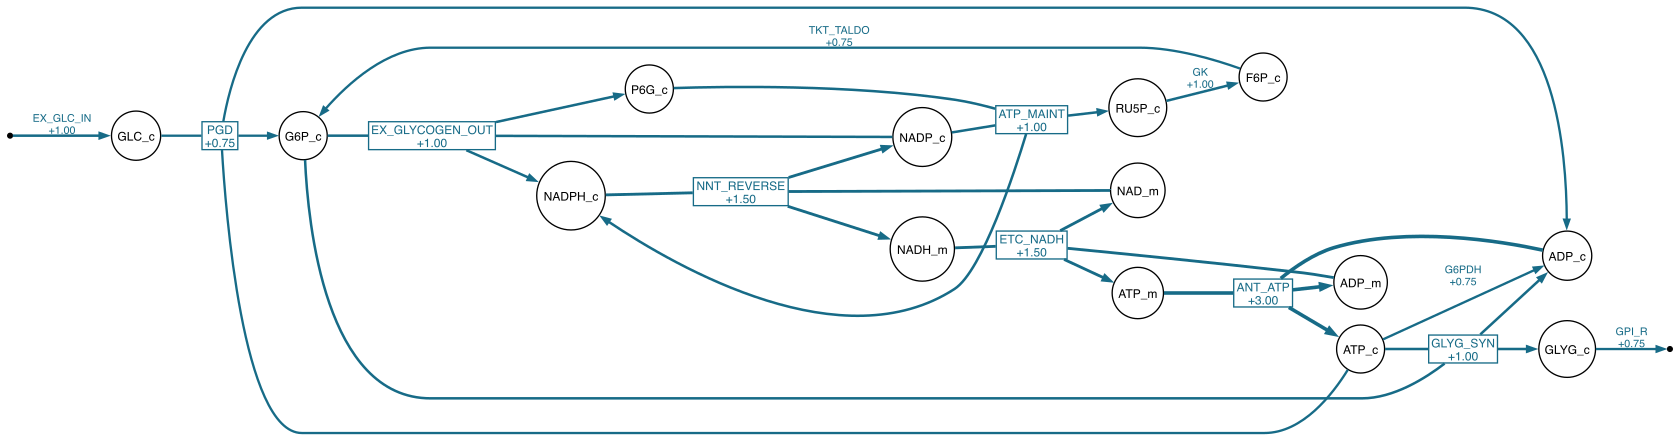 TKT_TALDO
+0.75
EX_GLC_IN
+1.00
GLC_c
PGD
+0.75
G6P_c
EX_GLYCOGEN_OUT
+1.00
P6G_c
NADPH_c
NNT_REVERSE
+1.50
NADP_c
NADH_m
ATP_MAINT
+1.00
ETC_NADH
+1.50
RU5P_c
NAD_m
ATP_m
GK
+1.00
F6P_c
ANT_ATP
+3.00
ADP_m
ATP_c
G6PDH
+0.75
GLYG_SYN
+1.00
ADP_c
GLYG_c
GPI_R
+0.75